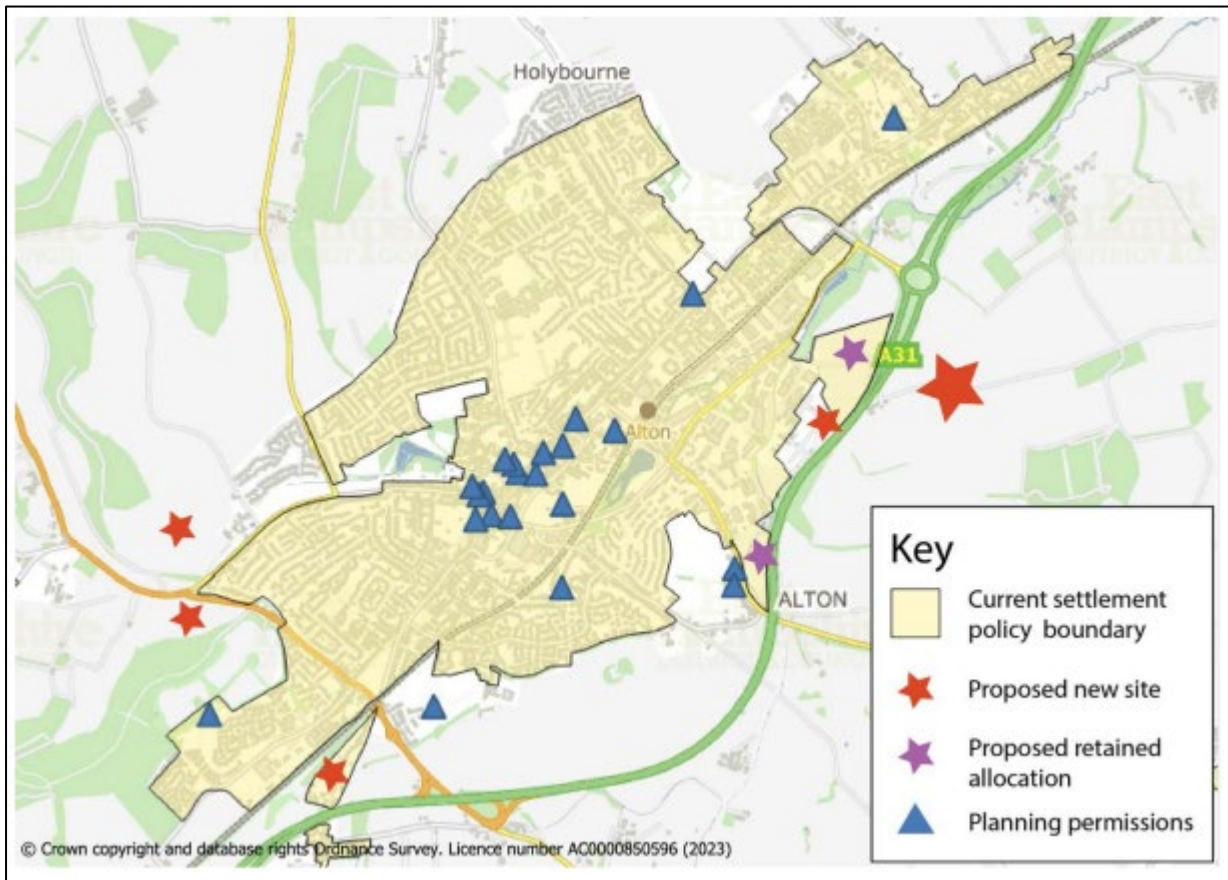 Holybourne
A31
Alton
ALTON
Key
Current settlement
policy boundary
Proposed new site
Proposed retained
allocation
Planning permissions
© Crown copyright and database rights Ordnance Survey. Licence number AC0000850596 (2023)